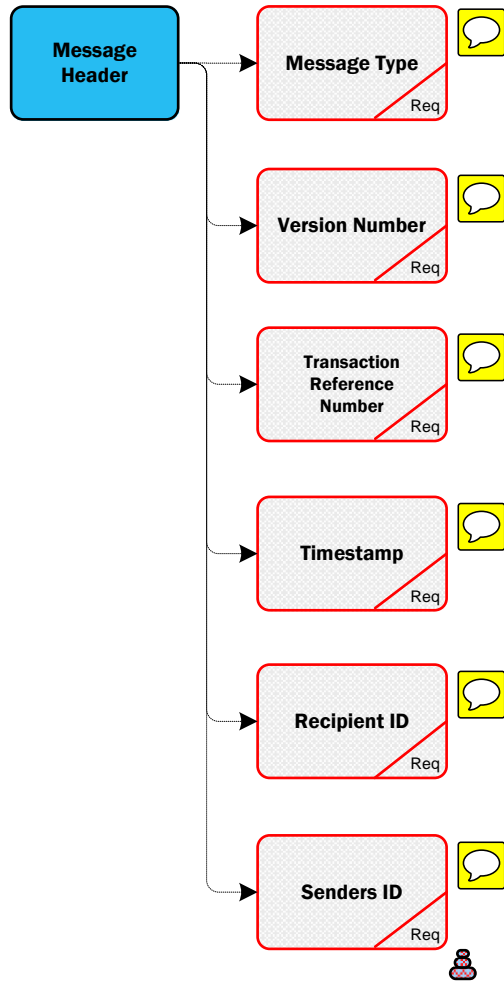 Message
Header
Message Type
Req
Version Number
Req
Transaction
Reference
Number
Req
Timestamp
Req
Recipient ID
Req
Senders ID
Req